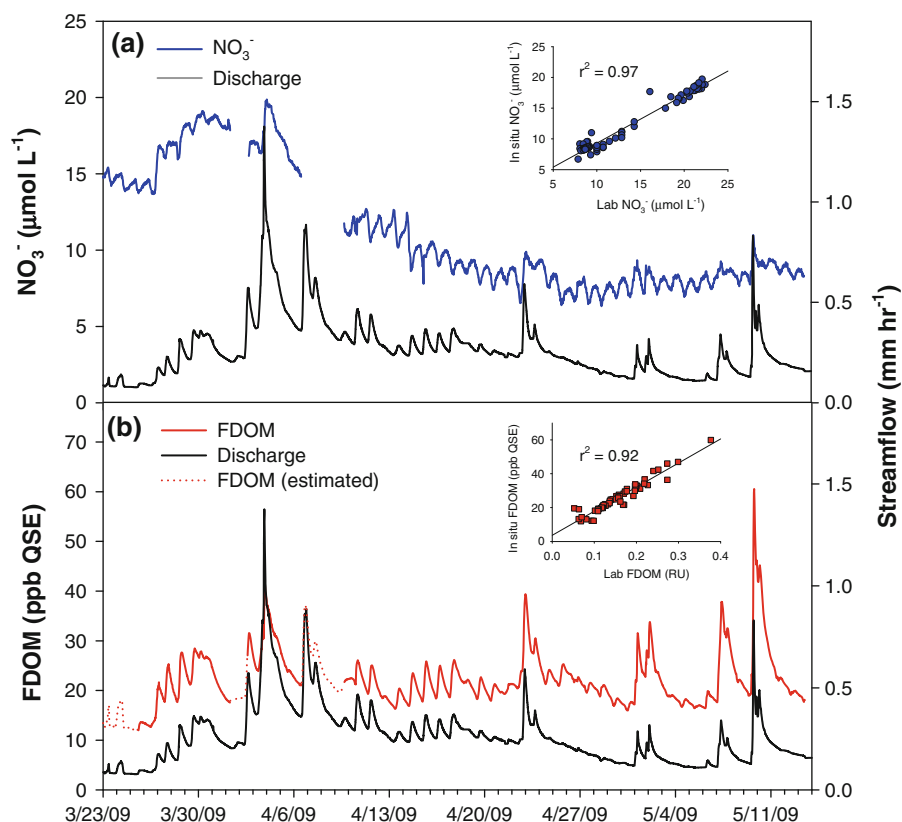 (a)
NO₃⁻
Discharge
NO₃⁻ (μmol L⁻¹)
25
20
15
10
5
0
r² = 0.97
In situ NO₃⁻ (μmol L⁻¹)
25
20
15
10
5
5 10 15 20 25
Lab NO₃⁻ (μmol L⁻¹)
1.5
1.0
0.5
0.0
Streamflow (mm hr⁻¹)
(b)
FDOM
Discharge
FDOM (estimated)
FDOM (ppb QSE)
70
60
50
40
30
20
10
0
r² = 0.92
In situ FDOM (ppb QSE)
60
40
20
0
0.0 0.1 0.2 0.3 0.4
Lab FDOM (RU)
1.5
1.0
0.5
0.0
3/23/09 3/30/09 4/6/09 4/13/09 4/20/09 4/27/09 5/4/09 5/11/09